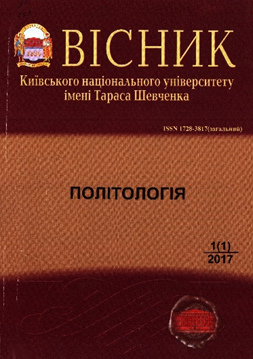 ВІСНИК
Київського національного університету
імені Тараса Шевченка
ISSN 1728-3817(загальний)
ПОЛІТОЛОГІЯ
1(1)
2017